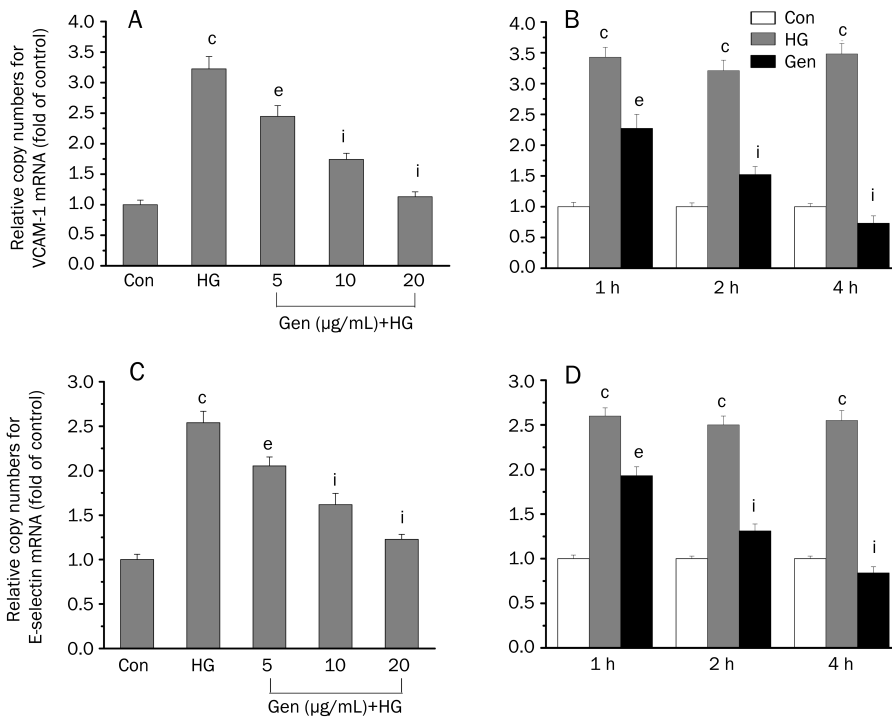 A
Relative copy numbers for
VCAM-1 mRNA (fold of control)
4.0
3.5
3.0
2.5
2.0
1.5
1.0
0.5
0.0
c
e
i
i
Con HG 5 10 20
Gen (μg/mL)+HG
B
Con
HG
Gen
4.0
3.5
3.0
2.5
2.0
1.5
1.0
0.5
0.0
c
e
c
i
c
i
1 h 2 h 4 h
C
Relative copy numbers for
E-selectin mRNA (fold of control)
3.0
2.5
2.0
1.5
1.0
0.5
0.0
c
e
i
i
Con HG 5 10 20
Gen (μg/mL)+HG
D
3.0
2.5
2.0
1.5
1.0
0.5
0.0
c
e
c
i
c
i
1 h 2 h 4 h